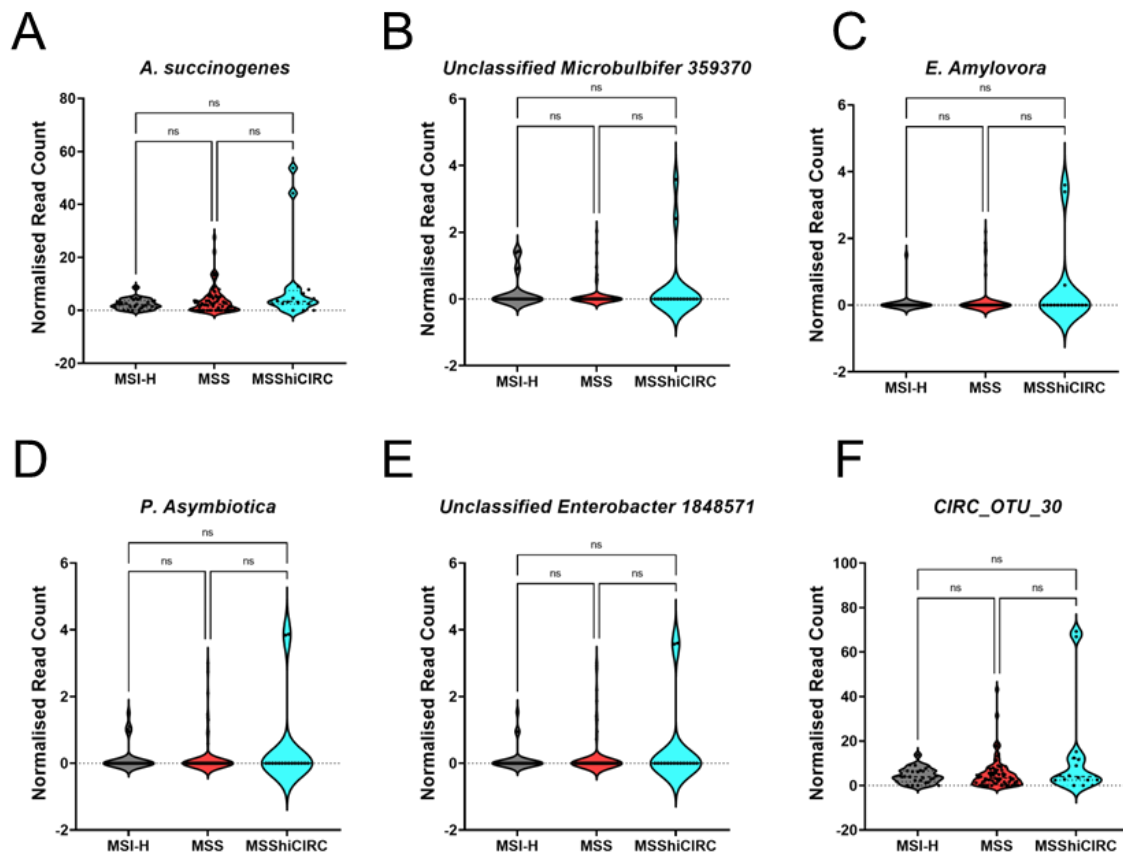 A
A. succinogenes
Normalised Read Count
80
60
40
20
0
-20
ns
ns
ns
MSI-H
MSS
MSShiCIRC
B
Unclassified Microbulbifer 359370
Normalised Read Count
6
4
2
0
-2
ns
ns
ns
MSI-H
MSS
MSShiCIRC
C
E. Amylovora
Normalised Read Count
6
4
2
0
-2
ns
ns
ns
MSI-H
MSS
MSShiCIRC
D
P. Asymbiotica
Normalised Read Count
6
4
2
0
-2
ns
ns
ns
MSI-H
MSS
MSShiCIRC
E
Unclassified Enterobacter 1848571
Normalised Read Count
6
4
2
0
-2
ns
ns
ns
MSI-H
MSS
MSShiCIRC
F
CIRC_OTU_30
Normalised Read Count
100
80
60
40
20
0
-20
ns
ns
ns
MSI-H
MSS
MSShiCIRC